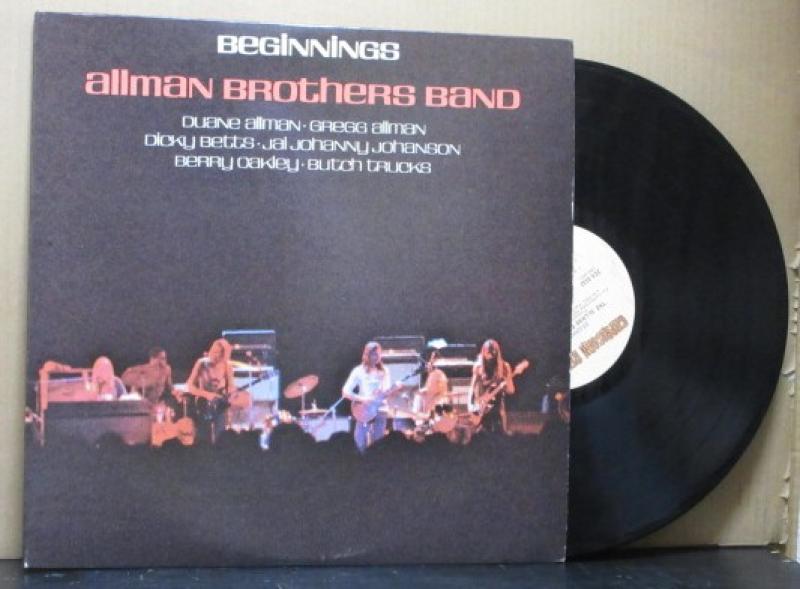 BEGINNINGS
allman BROTHERS BAND
DUANE allman · GREGG allman
DICKY BETTS · JAI JOHANNY JOHANSON
BERRY OAKLEY · BUTCH TRUCKS